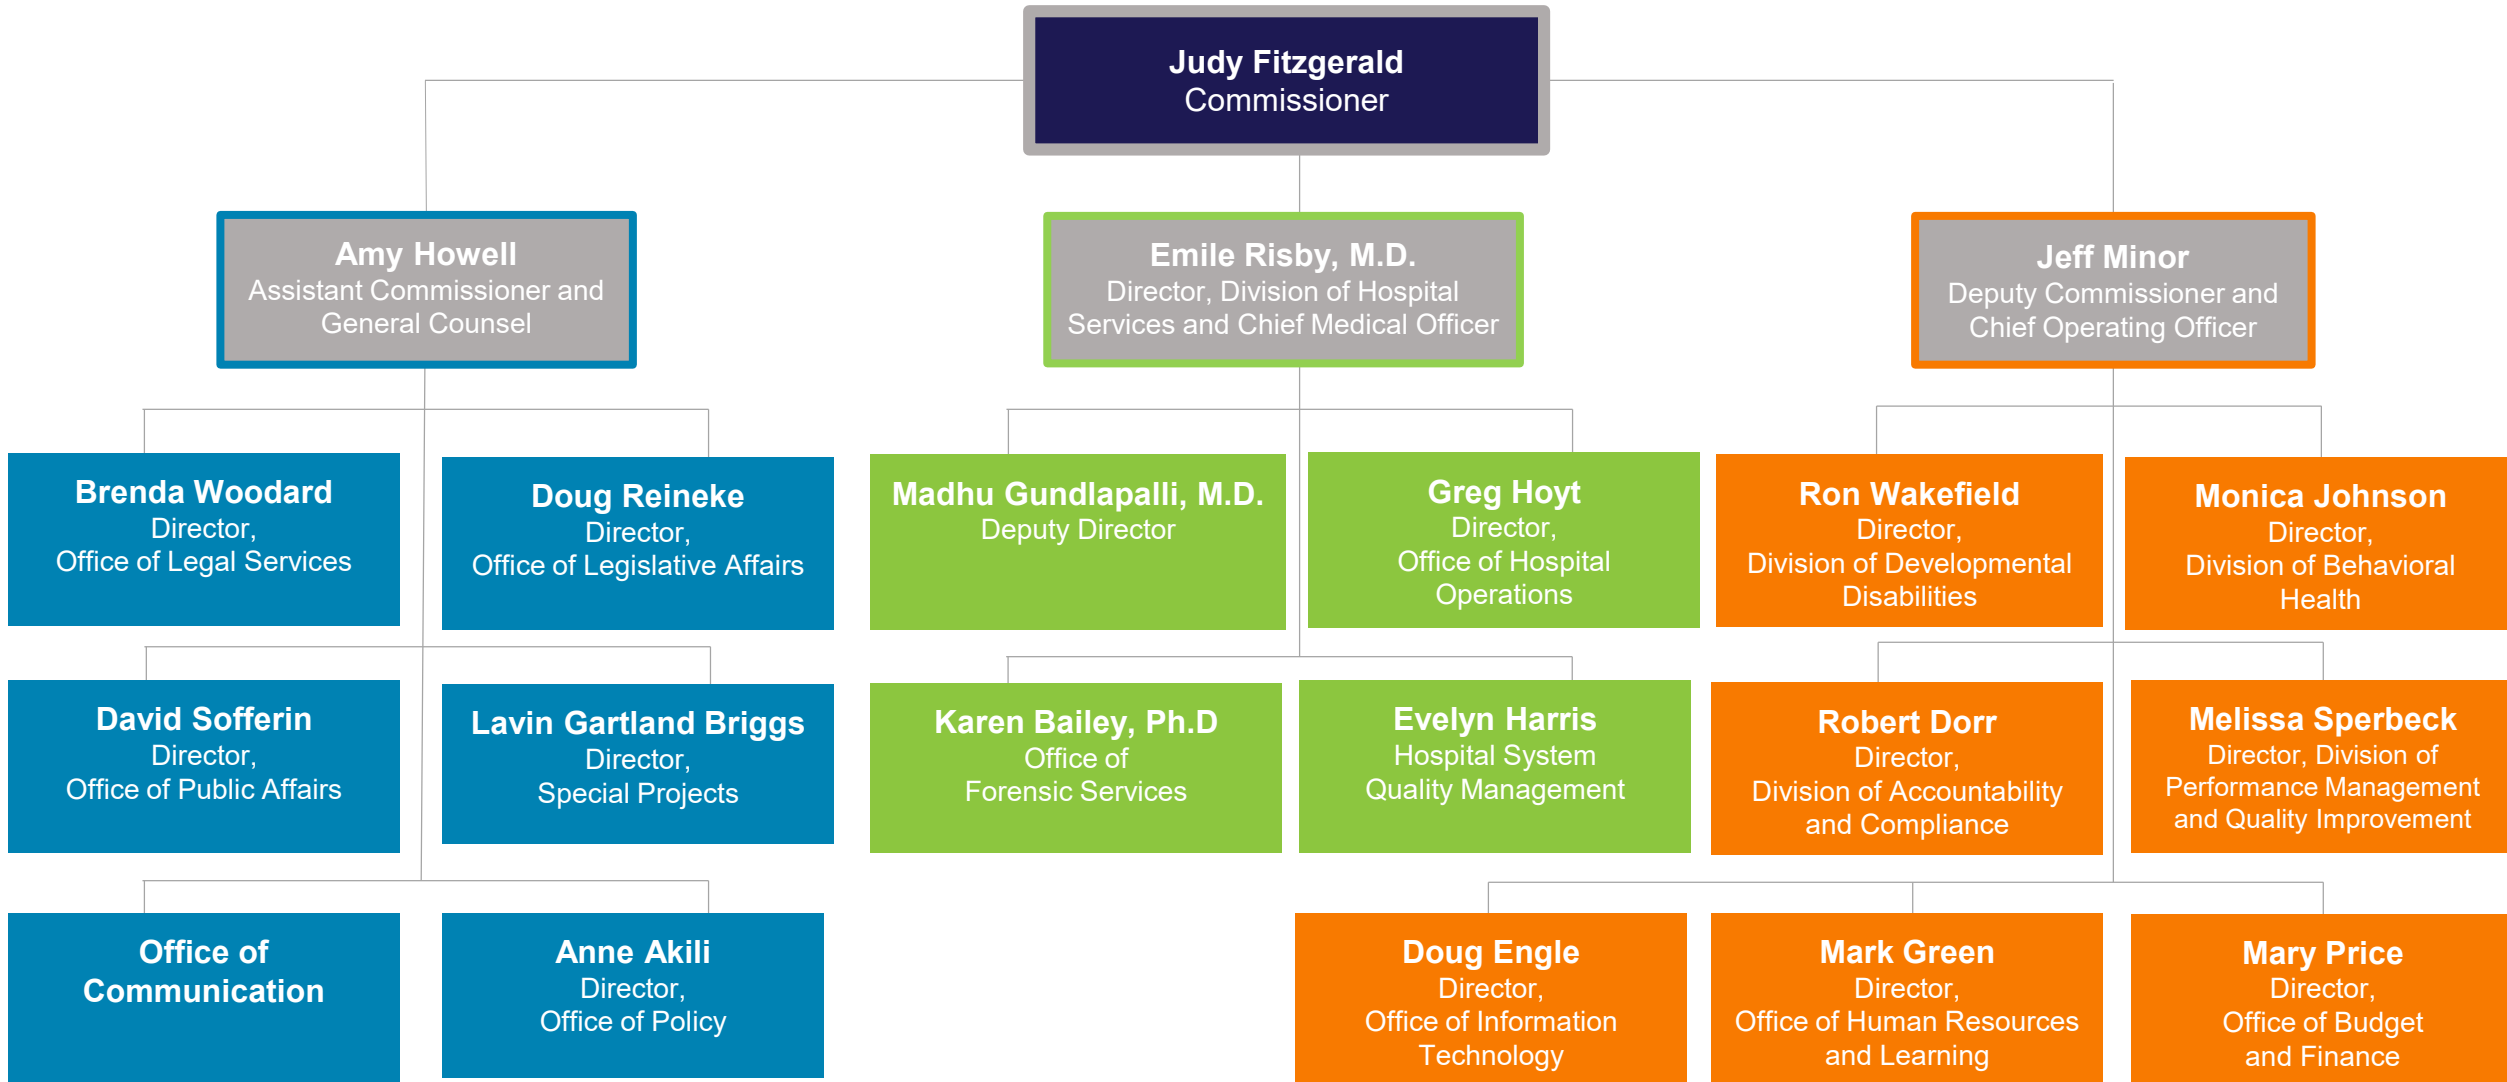 Judy Fitzgerald
Commissioner
Amy Howell
Assistant Commissioner and
General Counsel
Emile Risby, M.D.
Director, Division of Hospital
Services and Chief Medical Officer
Jeff Minor
Deputy Commissioner and
Chief Operating Officer
Brenda Woodard
Director,
Office of Legal Services
Doug Reineke
Director,
Office of Legislative Affairs
Madhu Gundlapalli, M.D.
Deputy Director
Greg Hoyt
Director,
Office of Hospital
Operations
Ron Wakefield
Director,
Division of Developmental
Disabilities
Monica Johnson
Director,
Division of Behavioral
Health
David Sofferin
Director,
Office of Public Affairs
Lavin Gartland Briggs
Director,
Special Projects
Karen Bailey, Ph.D
Office of
Forensic Services
Evelyn Harris
Hospital System
Quality Management
Robert Dorr
Director,
Division of Accountability
and Compliance
Melissa Sperbeck
Director, Division of
Performance Management
and Quality Improvement
Office of
Communication
Anne Akili
Director,
Office of Policy
Doug Engle
Director,
Office of Information
Technology
Mark Green
Director,
Office of Human Resources
and Learning
Mary Price
Director,
Office of Budget
and Finance